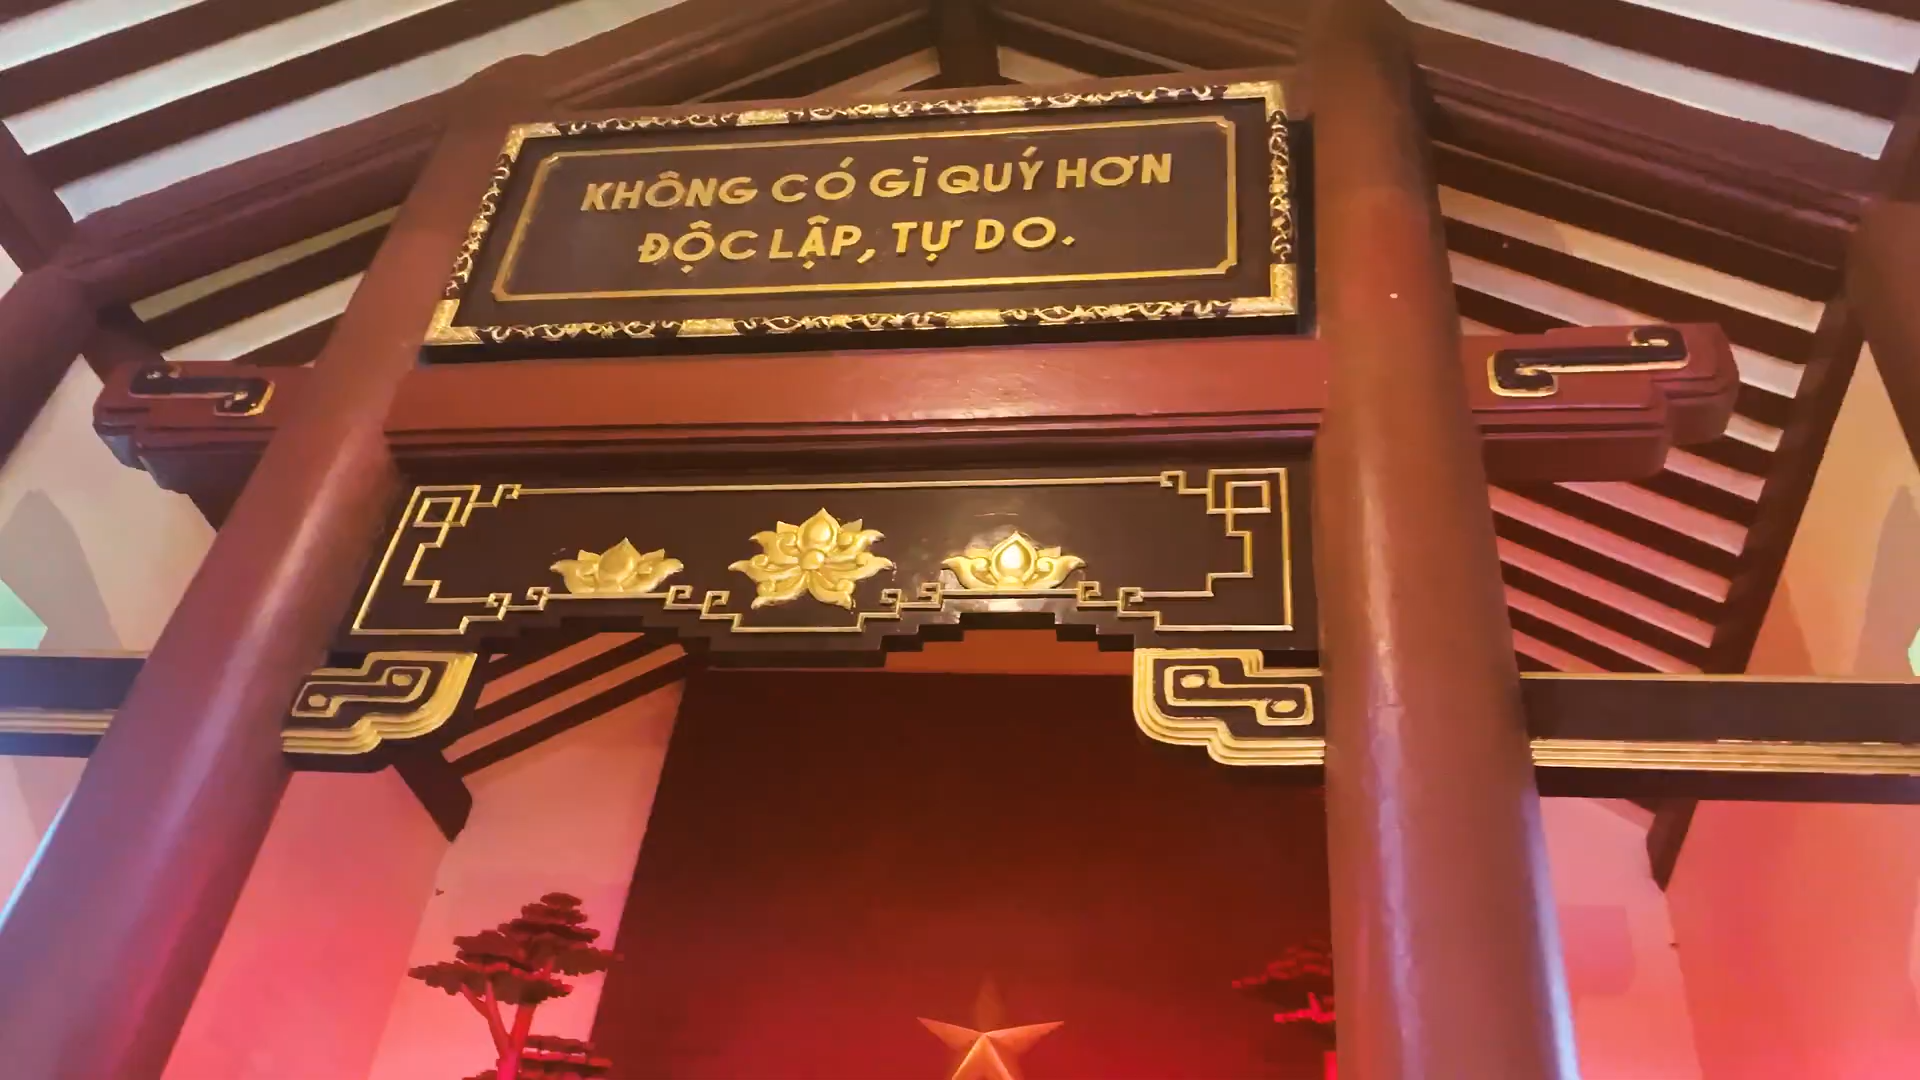 KHÔNG CÓ GÌ QUÝ HƠN
ĐỘC LẬP, TỰ DO.